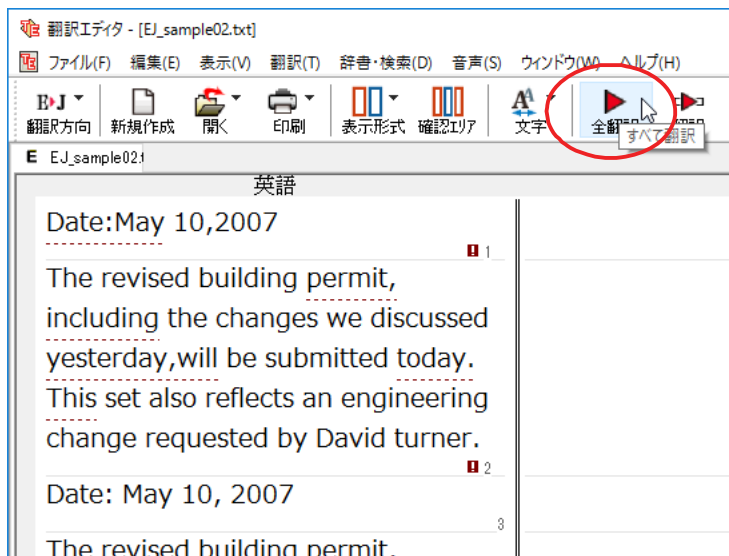 翻訳エディタ - [EJ_sample02.txt]
ファイル(F) 編集(E) 表示(V) 翻訳(T) 辞書・検索(D) 音声(S) ウィンドウ(W) ヘルプ(H)
E▸J
翻訳方向 新規作成 開く 印刷 表示形式 確認エリア 文字 全翻訳 翻訳
すべて翻訳
E EJ_sample02.t
英語
Date:May 10,2007
1
The revised building permit,
including the changes we discussed
yesterday,will be submitted today.
This set also reflects an engineering
change requested by David turner.
2
Date: May 10, 2007
3
The revised building permit,